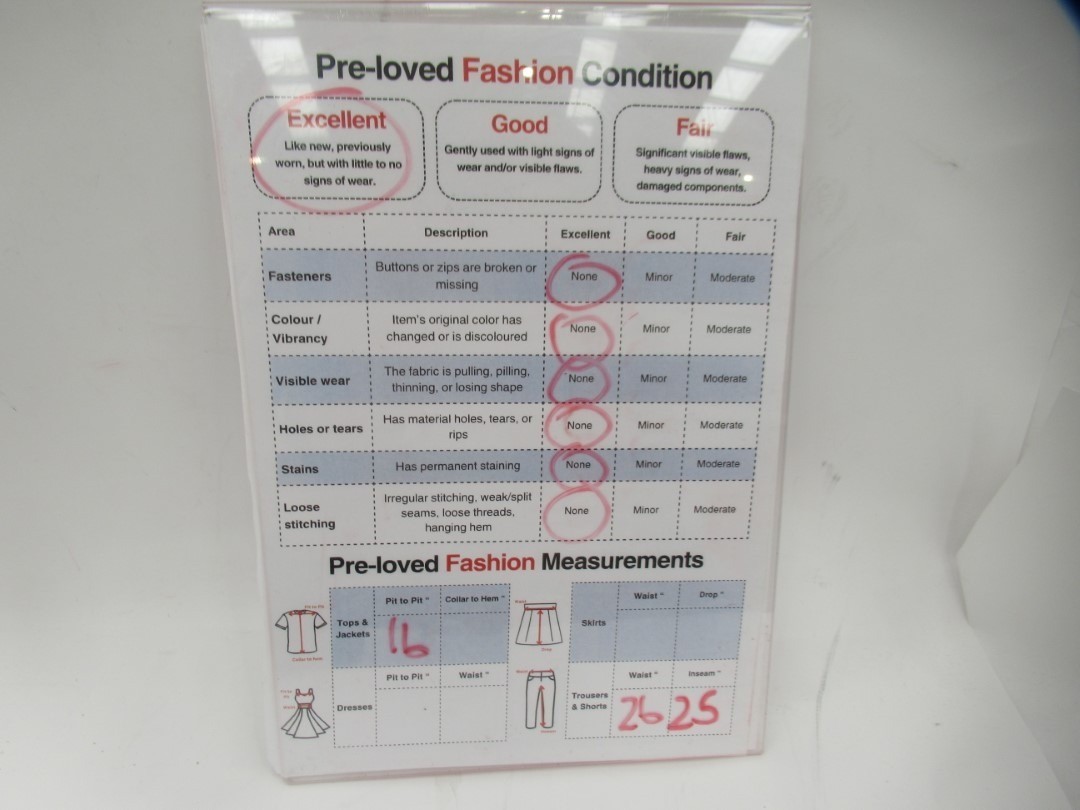 Pre-loved Fashion Condition
Excellent
Like new, previously
worn, but with little to no
signs of wear.
Good
Gently used with light signs of
wear and/or visible flaws.
Fair
Significant visible flaws,
heavy signs of wear,
damaged components.
Area Description Excellent Good Fair
Fasteners
Buttons or zips are broken or
missing
None Minor Moderate
Colour /
Vibrancy
Item's original color has
changed or is discoloured
None Minor Moderate
Visible wear
The fabric is pulling, pilling,
thinning, or losing shape
None Minor Moderate
Holes or tears
Has material holes, tears, or
rips
None Minor Moderate
Stains Has permanent staining None Minor Moderate
Loose
stitching
Irregular stitching, weak/split
seams, loose threads,
hanging hem
None Minor Moderate
Pre-loved Fashion Measurements
Pit to Pit
Collar to hem
Tops &
Jackets
Pit to Pit " Collar to Hem "
16
Skirts
Waist " Drop "
Dresses
Pit to Pit " Waist "
Trousers
& Shorts
Waist " Inseam "
26 25